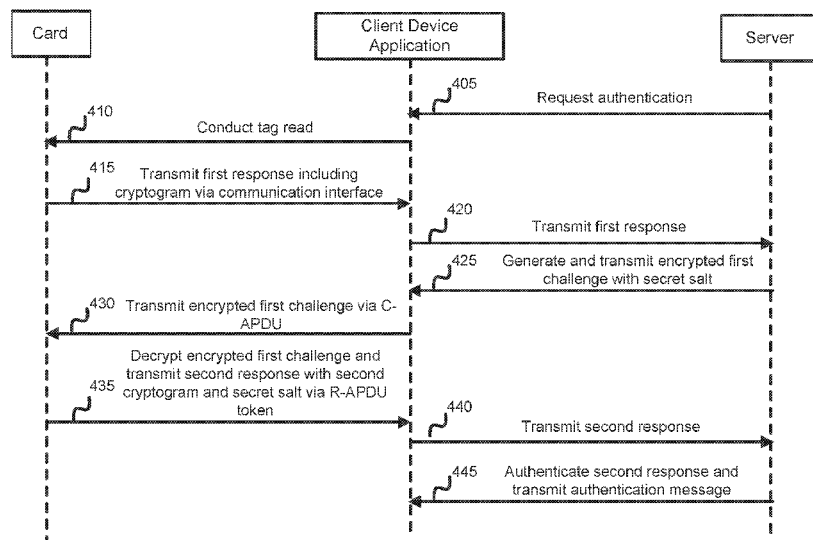 Card
Client Device
Application
Server
405
Request authentication
410
Conduct tag read
415
Transmit first response including
cryptogram via communication interface
420
Transmit first response
425
Generate and transmit encrypted first
challenge with secret salt
430
Transmit encrypted first challenge via C-
APDU
435
Decrypt encrypted first challenge and
transmit second response with second
cryptogram and secret salt via R-APDU
token
440
Transmit second response
445
Authenticate second response and
transmit authentication message